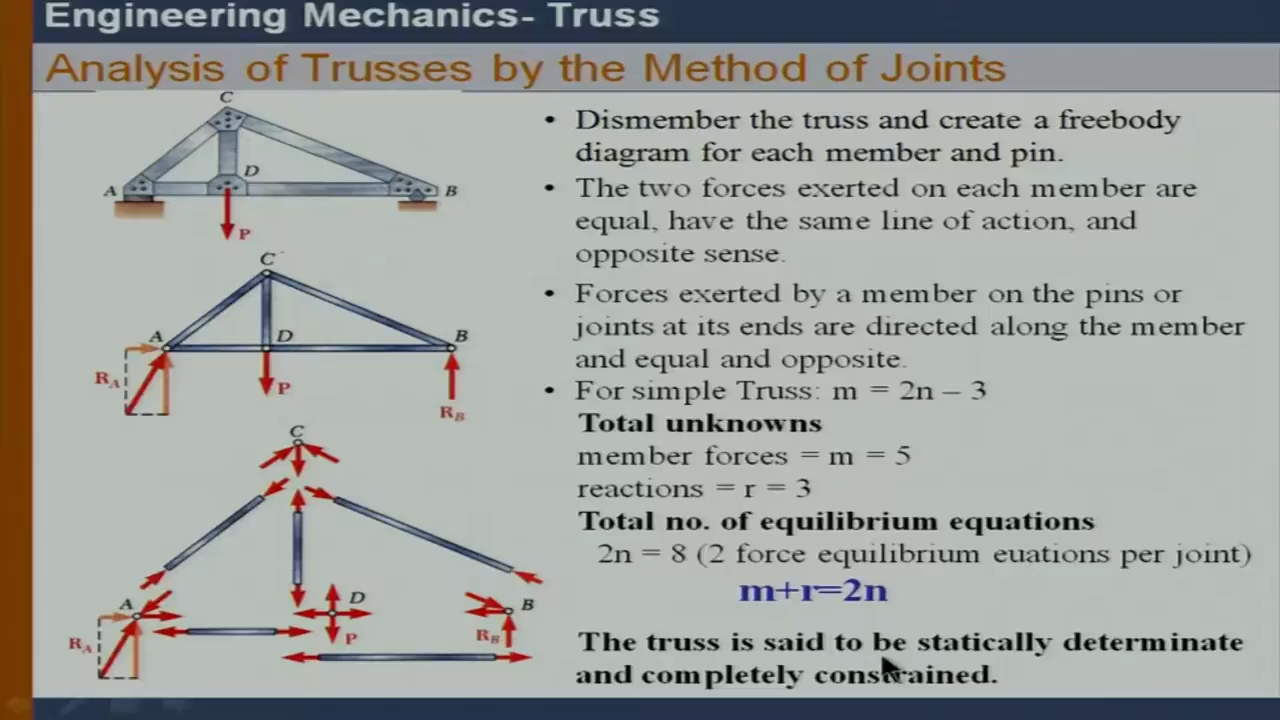 Engineering Mechanics- Truss
Analysis of Trusses by the Method of Joints
C
A
D
B
P
C
A
D
B
R_A
P
R_B
C
A
D
B
R_A
P
R_B
• Dismember the truss and create a freebody
diagram for each member and pin.
• The two forces exerted on each member are
equal, have the same line of action, and
opposite sense.
• Forces exerted by a member on the pins or
joints at its ends are directed along the member
and equal and opposite.
• For simple Truss: m = 2n – 3
Total unknowns
member forces = m = 5
reactions = r = 3
Total no. of equilibrium equations
2n = 8 (2 force equilibrium euations per joint)
m+r=2n
The truss is said to be statically determinate
and completely constrained.